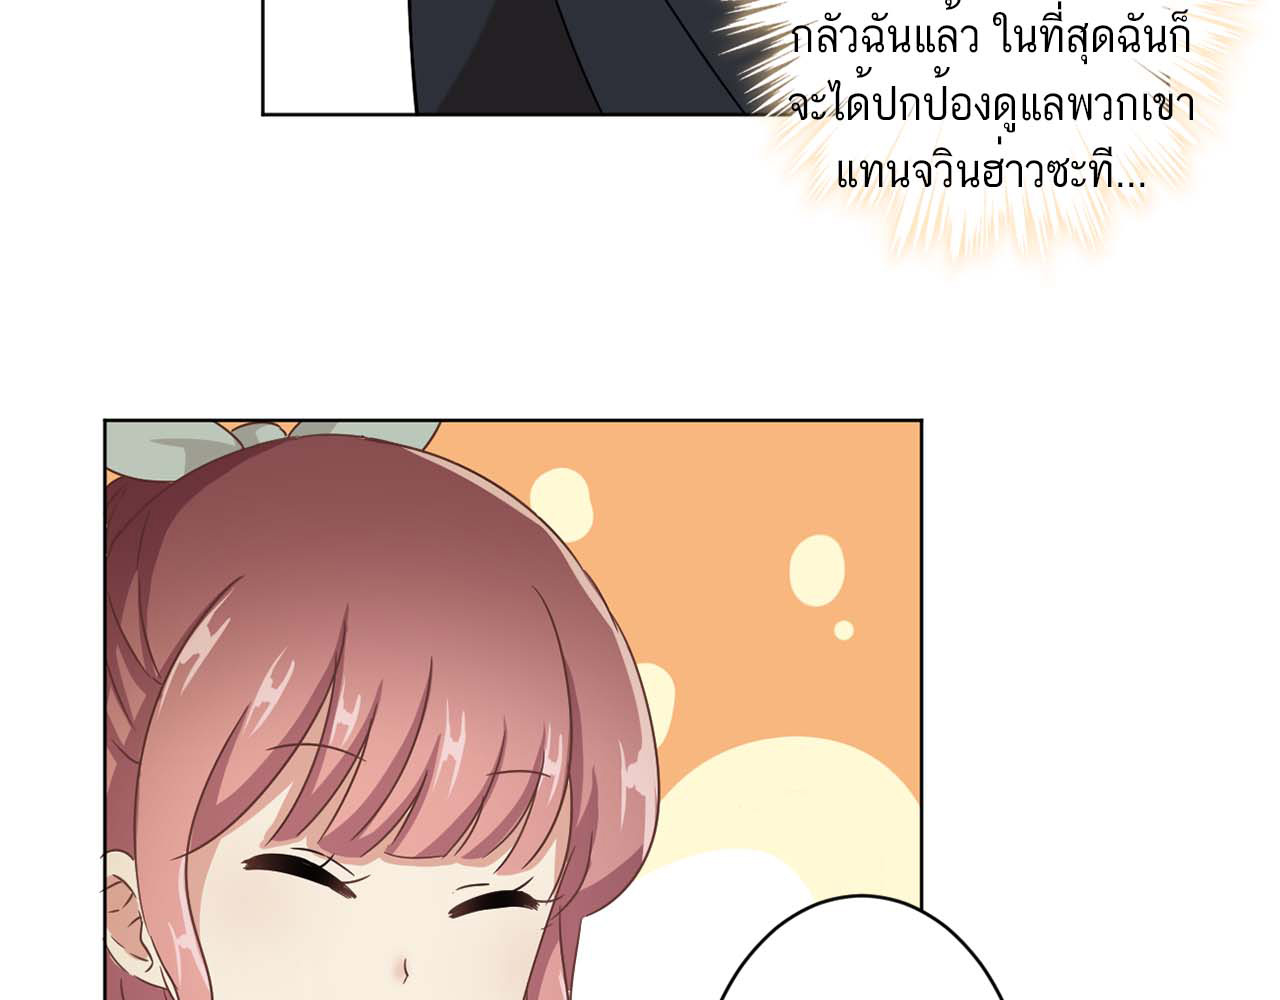 กลัวฉันแล้ว ในที่สุดฉันก็
จะได้ปกป้องดูแลพวกเขา
แทนจวินฮ่าวซะที...